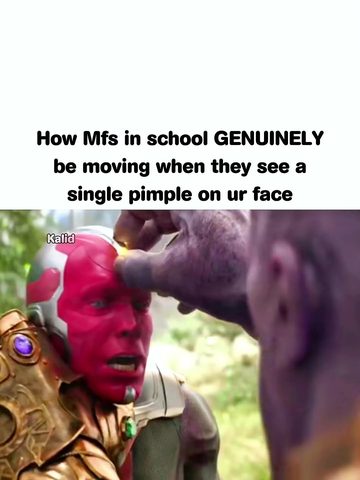 How Mfs in school GENUINELY
be moving when they see a
single pimple on ur face
Kalid